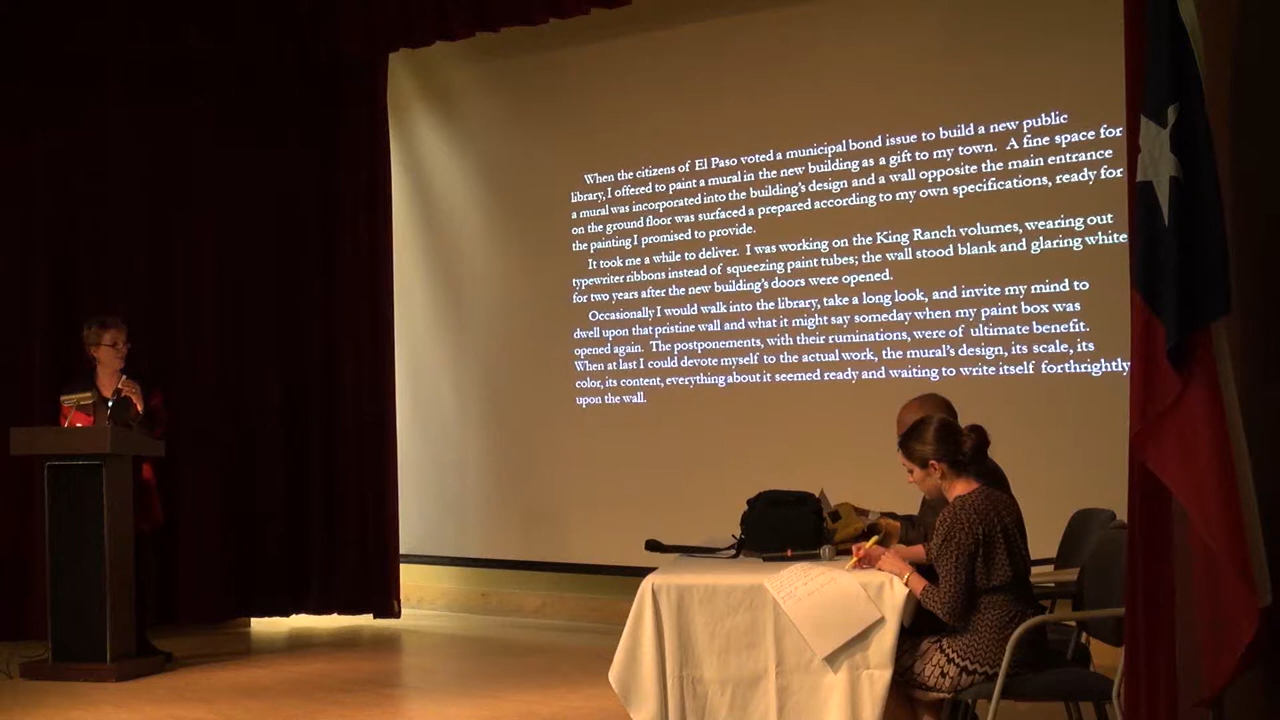 When the citizens of El Paso voted a municipal bond issue to build a new public
library, I offered to paint a mural in the new building as a gift to my town. A fine space for
a mural was incorporated into the building's design and a wall opposite the main entrance
on the ground floor was surfaced a prepared according to my own specifications, ready for
the painting I promised to provide.
It took me a while to deliver. I was working on the King Ranch volumes, wearing out
typewriter ribbons instead of squeezing paint tubes; the wall stood blank and glaring white
for two years after the new building's doors were opened.
Occasionally I would walk into the library, take a long look, and invite my mind to
dwell upon that pristine wall and what it might say someday when my paint box was
opened again. The postponements, with their ruminations, were of ultimate benefit.
When at last I could devote myself to the actual work, the mural's design, its scale, its
color, its content, everything about it seemed ready and waiting to write itself forthrightly
upon the wall.